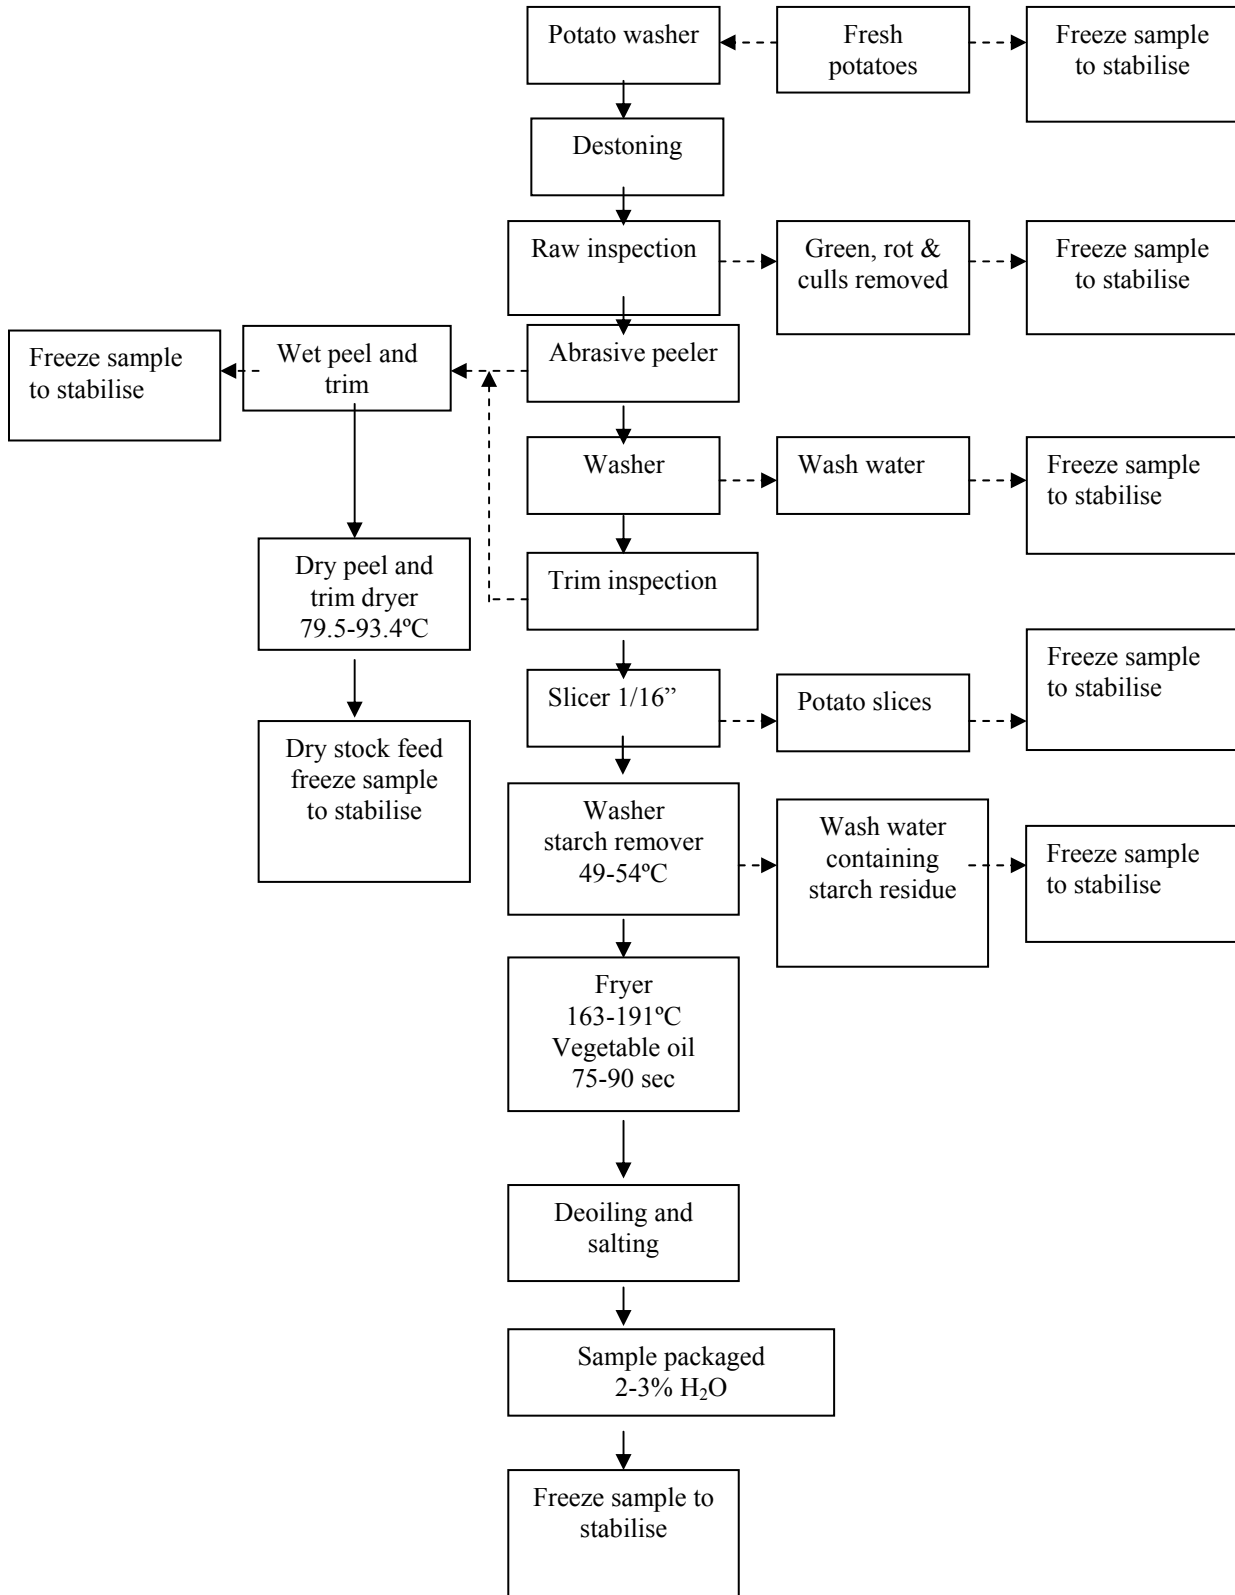 Potato washer
Fresh
potatoes
Freeze sample
to stabilise
Destoning
Raw inspection
Green, rot &
culls removed
Freeze sample
to stabilise
Freeze sample
to stabilise
Wet peel and
trim
Abrasive peeler
Washer
Wash water
Freeze sample
to stabilise
Dry peel and
trim dryer
79.5-93.4ºC
Trim inspection
Slicer 1/16”
Potato slices
Freeze sample
to stabilise
Dry stock feed
freeze sample
to stabilise
Washer
starch remover
49-54ºC
Wash water
containing
starch residue
Freeze sample
to stabilise
Fryer
163-191ºC
Vegetable oil
75-90 sec
Deoiling and
salting
Sample packaged
2-3% H₂O
Freeze sample to
stabilise